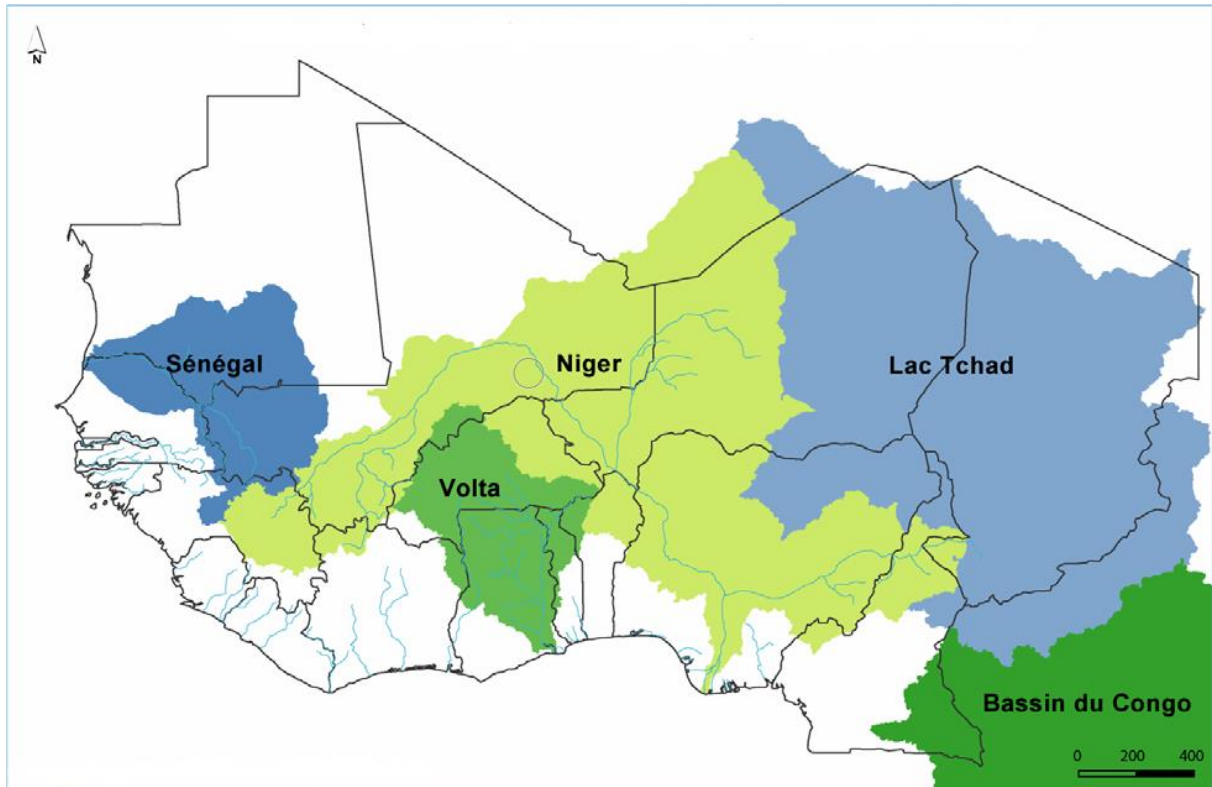 N
Sénégal
Niger
Lac Tchad
Volta
Bassin du Congo
0 200 400